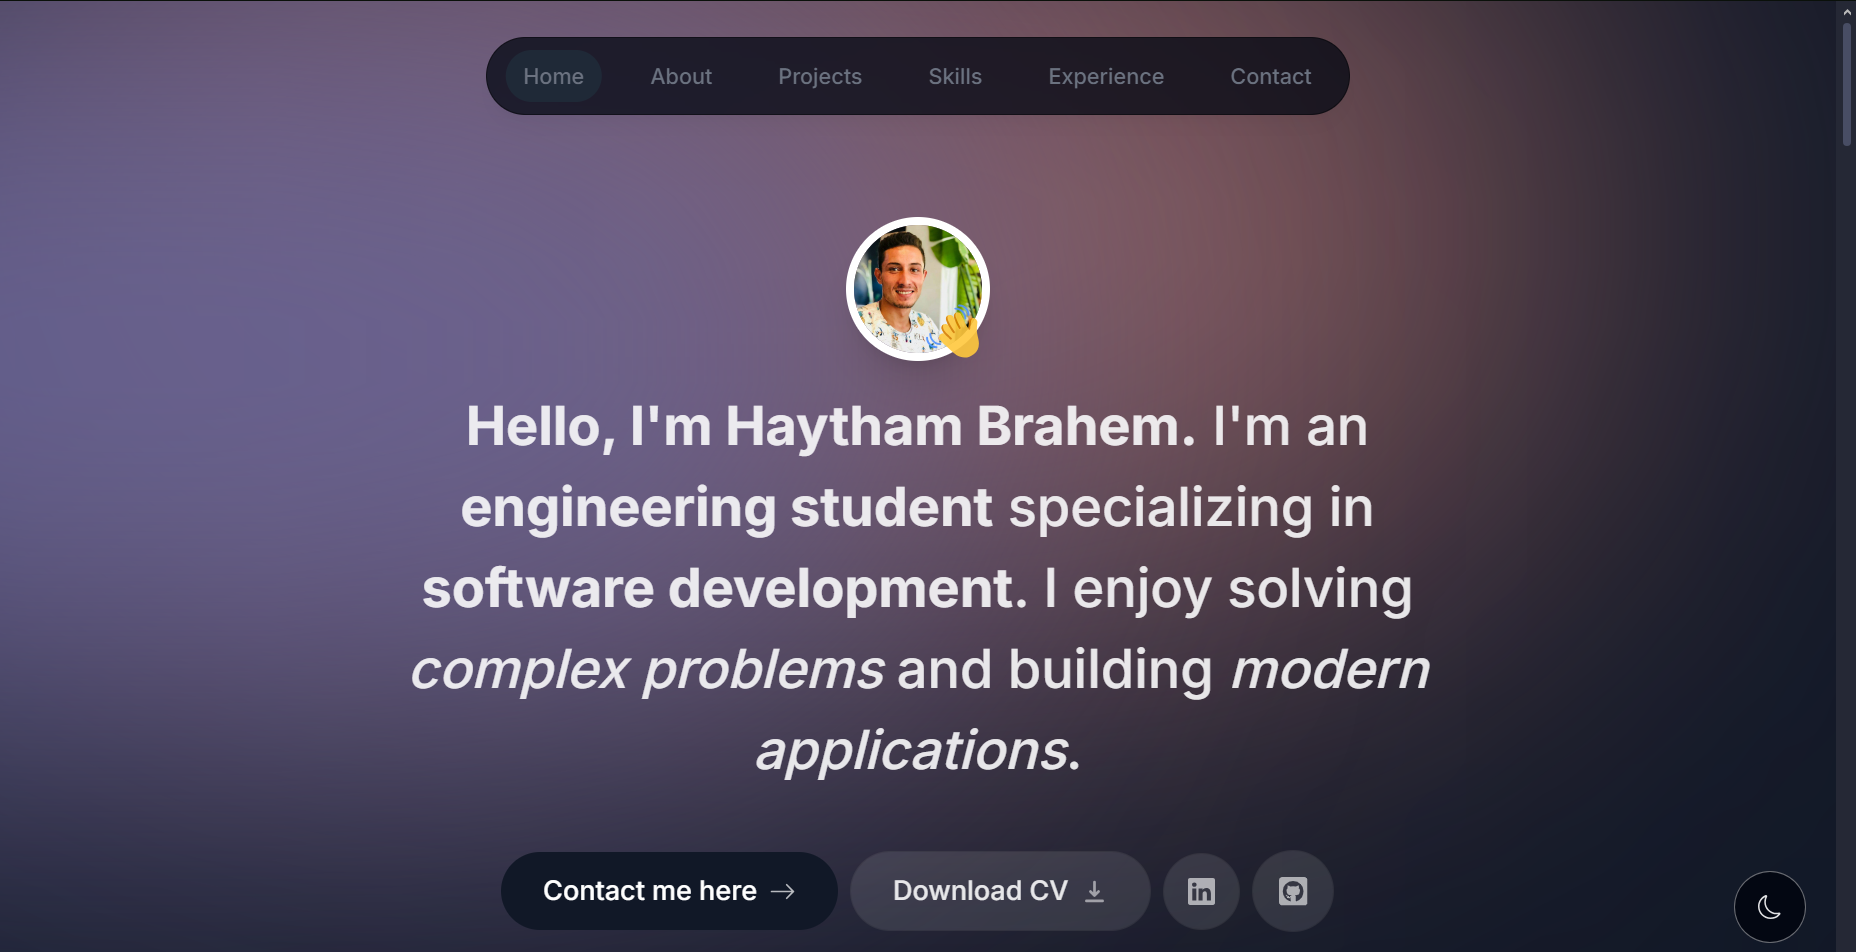 Home About Projects Skills Experience Contact
Hello, I'm Haytham Brahem. I'm an
engineering student specializing in
software development. I enjoy solving
complex problems and building modern
applications.
Contact me here → Download CV in